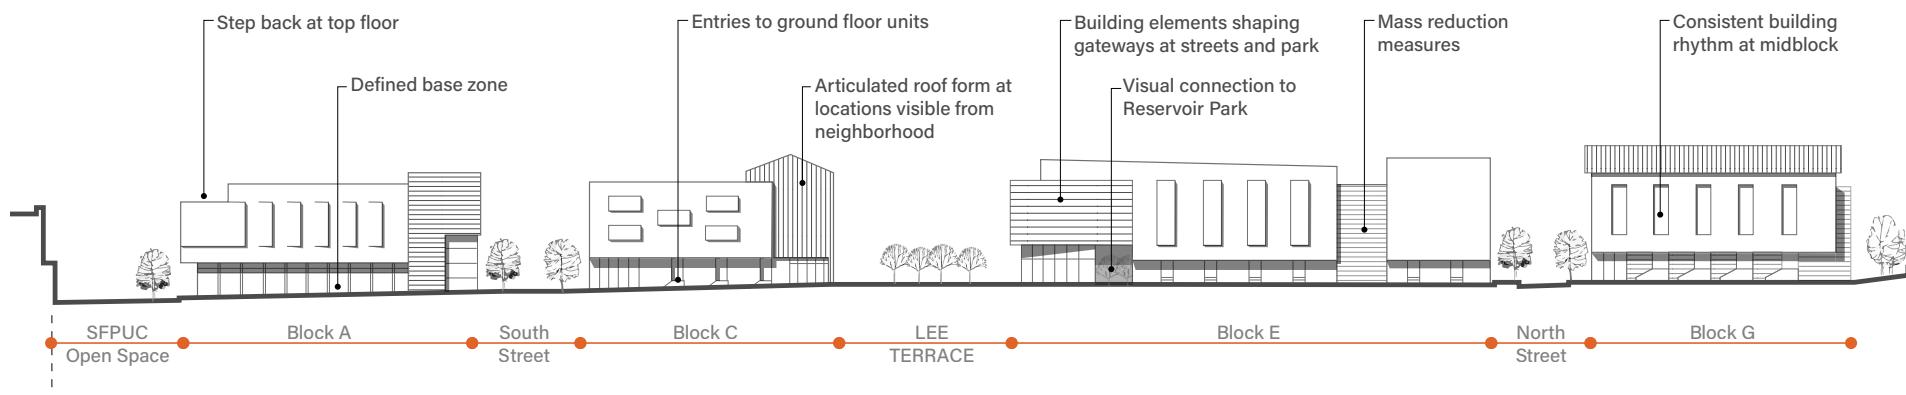 Step back at top floor
Defined base zone
Entries to ground floor units
Articulated roof form at
locations visible from
neighborhood
Building elements shaping
gateways at streets and park
Visual connection to
Reservoir Park
Mass reduction
measures
Consistent building
rhythm at midblock
SFPUC
Open Space
Block A
South
Street
Block C
LEE
TERRACE
Block E
North
Street
Block G